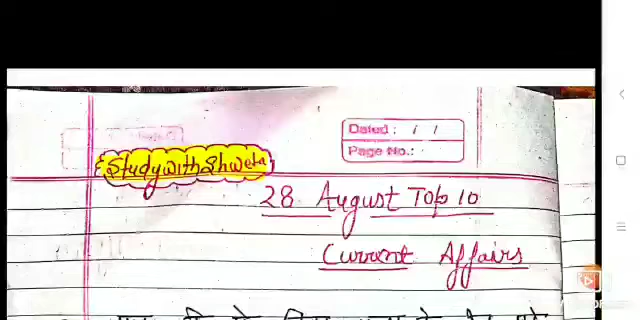 Dated: / /
Page No.:
StudywithShweta
28 August Top 10
Current Affairs